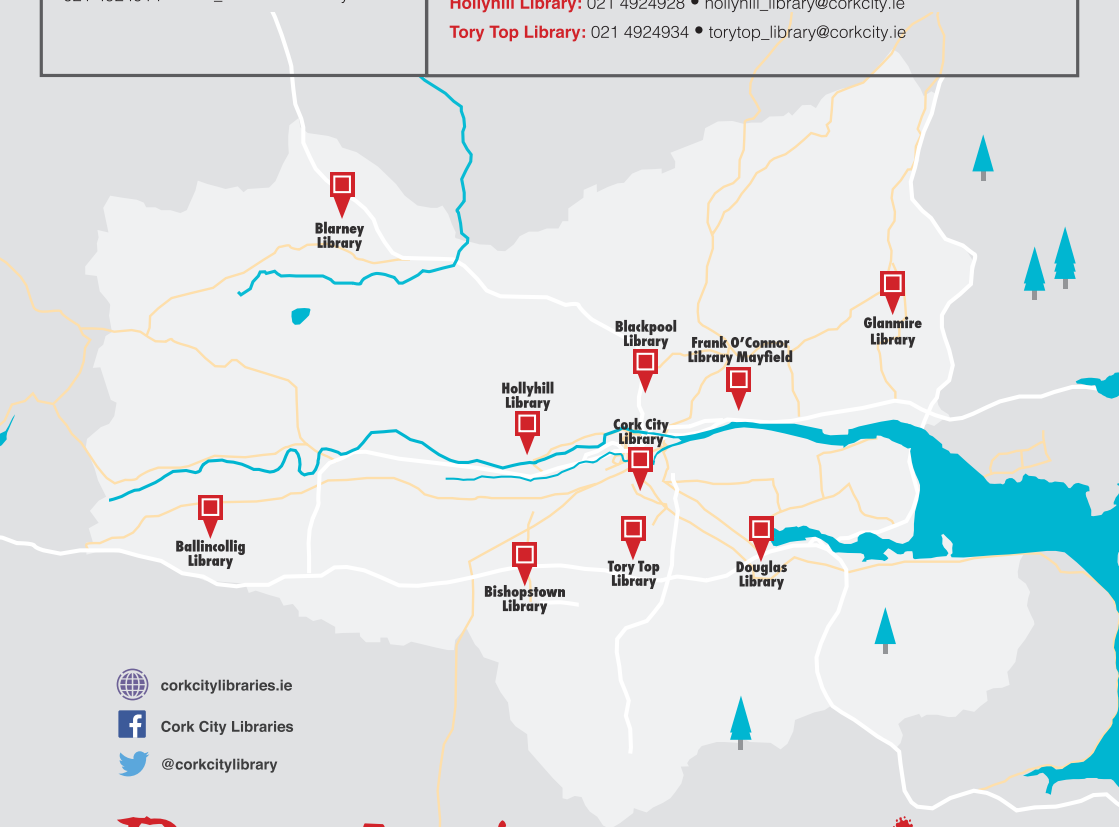 Hollyhill Library: 021 4924928 • hollyhill_library@corkcity.ie
Tory Top Library: 021 4924934 • torytop_library@corkcity.ie
Blarney
Library
Glanmire
Library
Blackpool
Library
Frank O’Connor
Library Mayfield
Hollyhill
Library
Cork City
Library
Ballincollig
Library
Tory Top
Library
Douglas
Library
Bishopstown
Library
corkcitylibraries.ie
Cork City Libraries
@corkcitylibrary